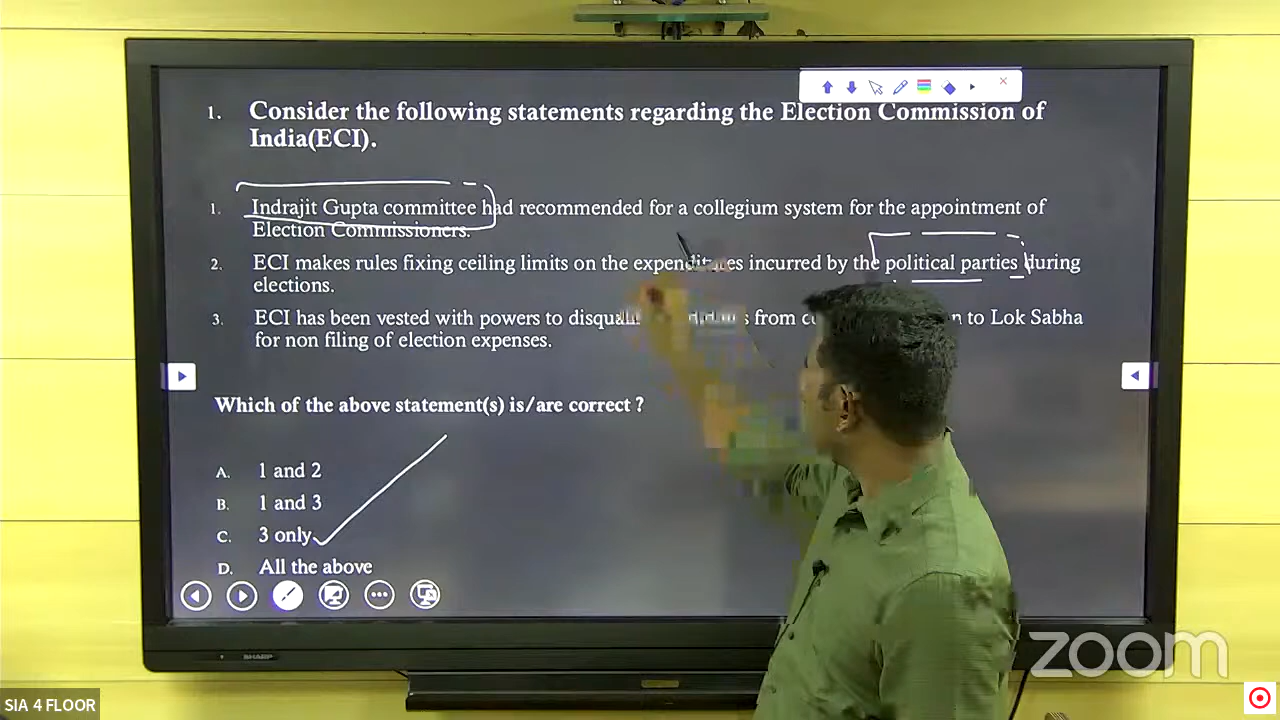 1. Consider the following statements regarding the Election Commission of
India(ECI).
1. Indrajit Gupta committee had recommended for a collegium system for the appointment of
Election Commissioners.
2. ECI makes rules fixing ceiling limits on the expenditures incurred by the political parties during
elections.
3. ECI has been vested with powers to from to Lok Sabha
for non filing of election expenses.
Which of the above statement(s) is/are correct ?
A. 1 and 2
B. 1 and 3
C. 3 only
D. All the above
SHARP
zoom
SIA 4 FLOOR